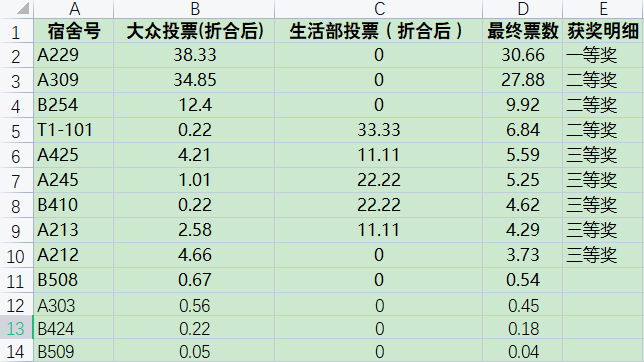 A B C D E
1 宿舍号 大众投票(折合后) 生活部投票（折合后） 最终票数 获奖明细
2 A229 38.33 0 30.66 一等奖
3 A309 34.85 0 27.88 二等奖
4 B254 12.4 0 9.92 二等奖
5 T1-101 0.22 33.33 6.84 二等奖
6 A425 4.21 11.11 5.59 三等奖
7 A245 1.01 22.22 5.25 三等奖
8 B410 0.22 22.22 4.62 三等奖
9 A213 2.58 11.11 4.29 三等奖
10 A212 4.66 0 3.73 三等奖
11 B508 0.67 0 0.54
12 A303 0.56 0 0.45
13 B424 0.22 0 0.18
14 B509 0.05 0 0.04